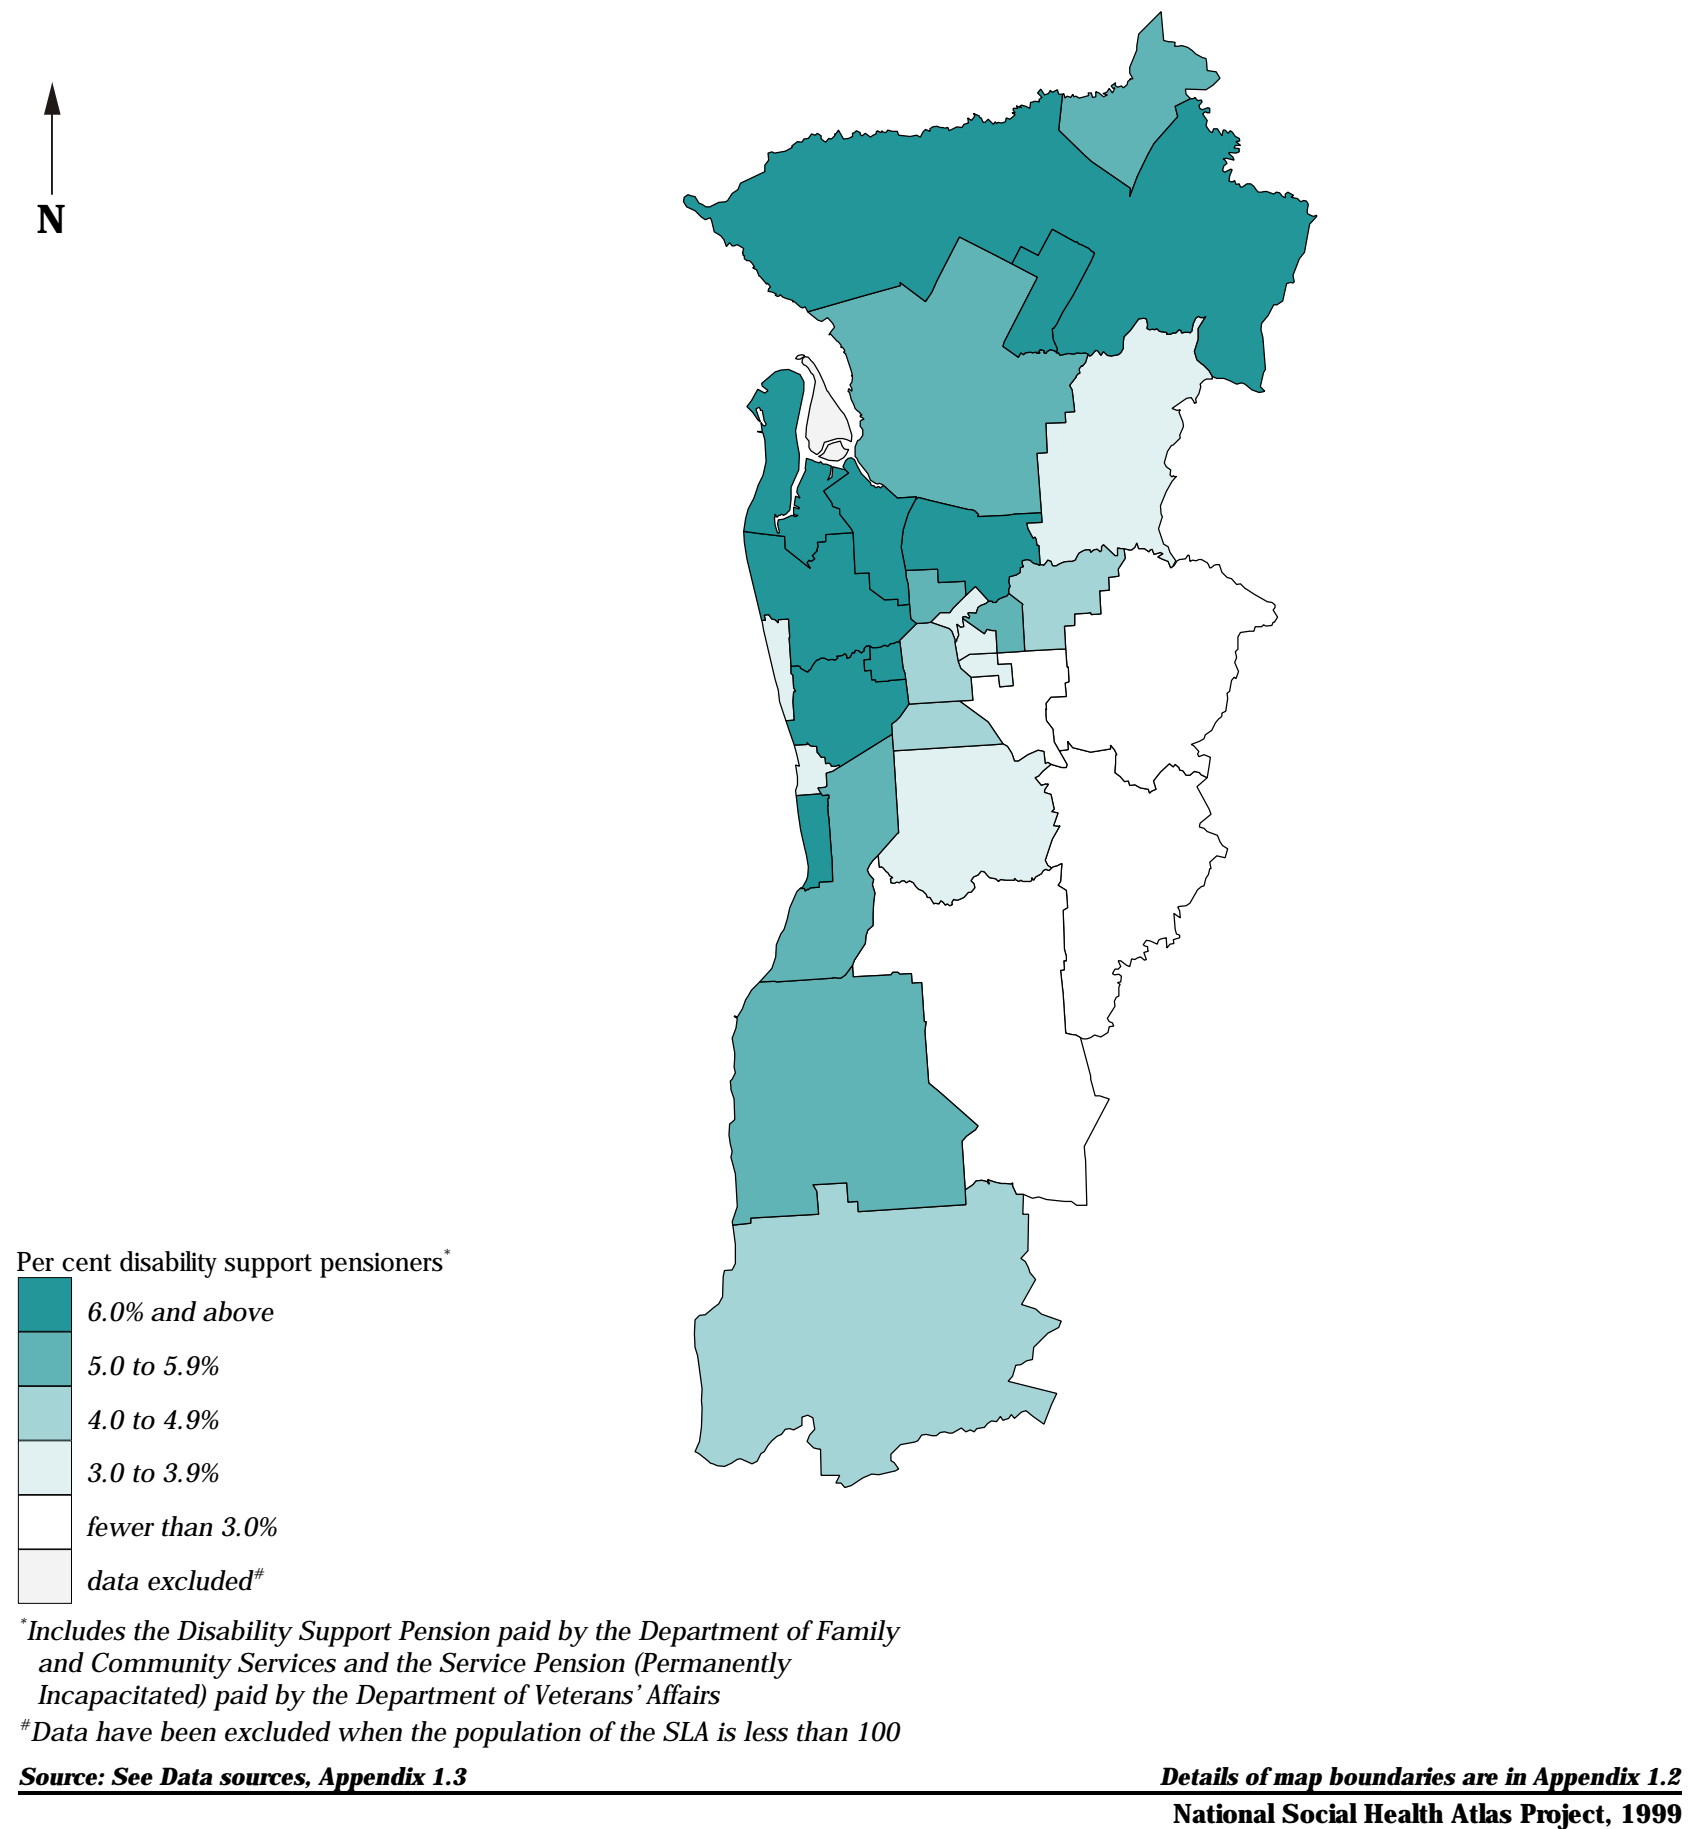 N
Per cent disability support pensioners*
6.0% and above
5.0 to 5.9%
4.0 to 4.9%
3.0 to 3.9%
fewer than 3.0%
data excluded#
*Includes the Disability Support Pension paid by the Department of Family
and Community Services and the Service Pension (Permanently
Incapacitated) paid by the Department of Veterans' Affairs
#Data have been excluded when the population of the SLA is less than 100
Source: See Data sources, Appendix 1.3
Details of map boundaries are in Appendix 1.2
National Social Health Atlas Project, 1999